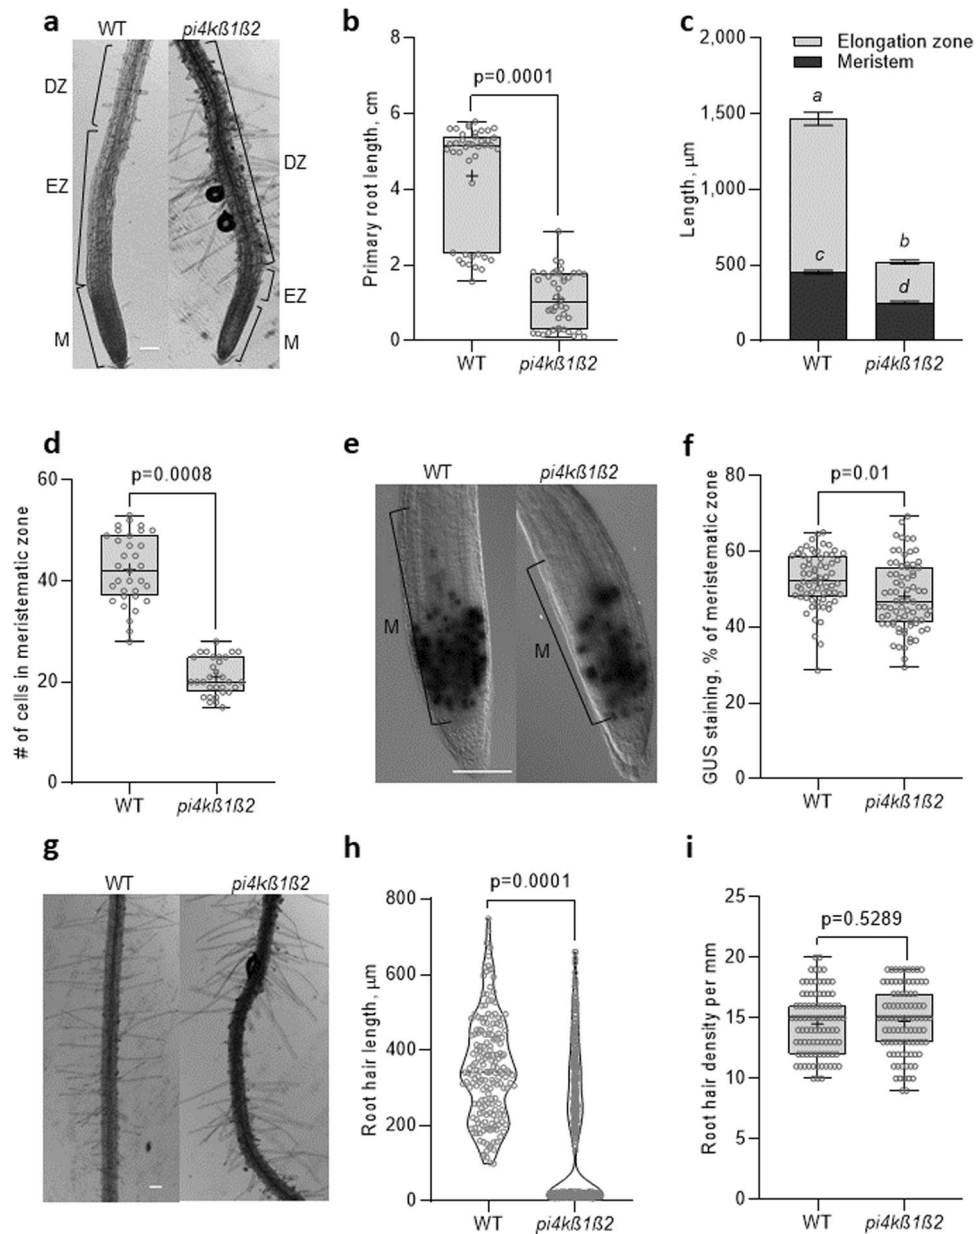 a
WT pi4kß1ß2
DZ
EZ
M
DZ
EZ
M
b
p=0.0001
Primary root length, cm
8
6
4
2
0
WT pi4kß1ß2
c
Elongation zone
Meristem
Length, µm
2,000
1,500
1,000
500
0
a
c
b
d
WT pi4kß1ß2
d
p=0.0008
# of cells in meristematic zone
60
40
20
0
WT pi4kß1ß2
e
WT pi4kß1ß2
M
M
f
p=0.01
GUS staining, % of meristematic zone
80
60
40
20
0
WT pi4kß1ß2
g
WT pi4kß1ß2
h
p=0.0001
Root hair length, µm
800
600
400
200
0
WT pi4kß1ß2
i
p=0.5289
Root hair density per mm
25
20
15
10
5
0
WT pi4kß1ß2